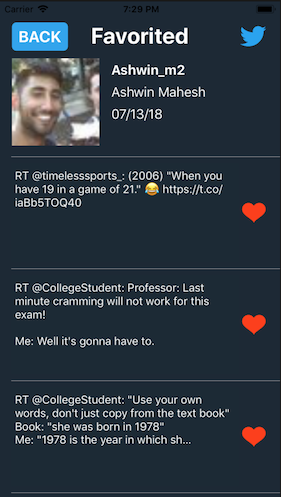 Carrier 7:29 PM
BACK Favorited
Ashwin_m2
Ashwin Mahesh
07/13/18
RT @timelesssports_: (2006) "When you
have 19 in a game of 21." 😂 https://t.co/
iaBb5TOQ40
RT @CollegeStudent: Professor: Last
minute cramming will not work for this
exam!
Me: Well it's gonna have to.
RT @CollegeStudent: "Use your own
words, don't just copy from the text book"
Book: "she was born in 1978"
Me: "1978 is the year in which sh...